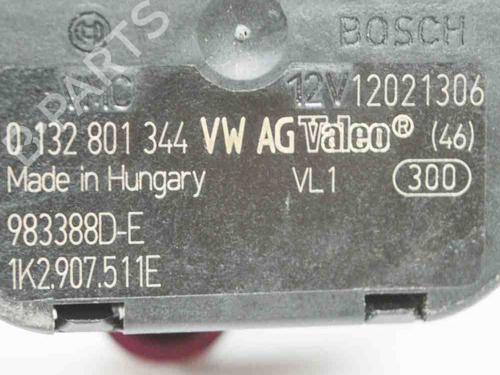 BOSCH
12V 12021306
0 132 801 344 VW AG Valeo® (46)
Made in Hungary VL1 300
983388D-E
1K2.907.511E